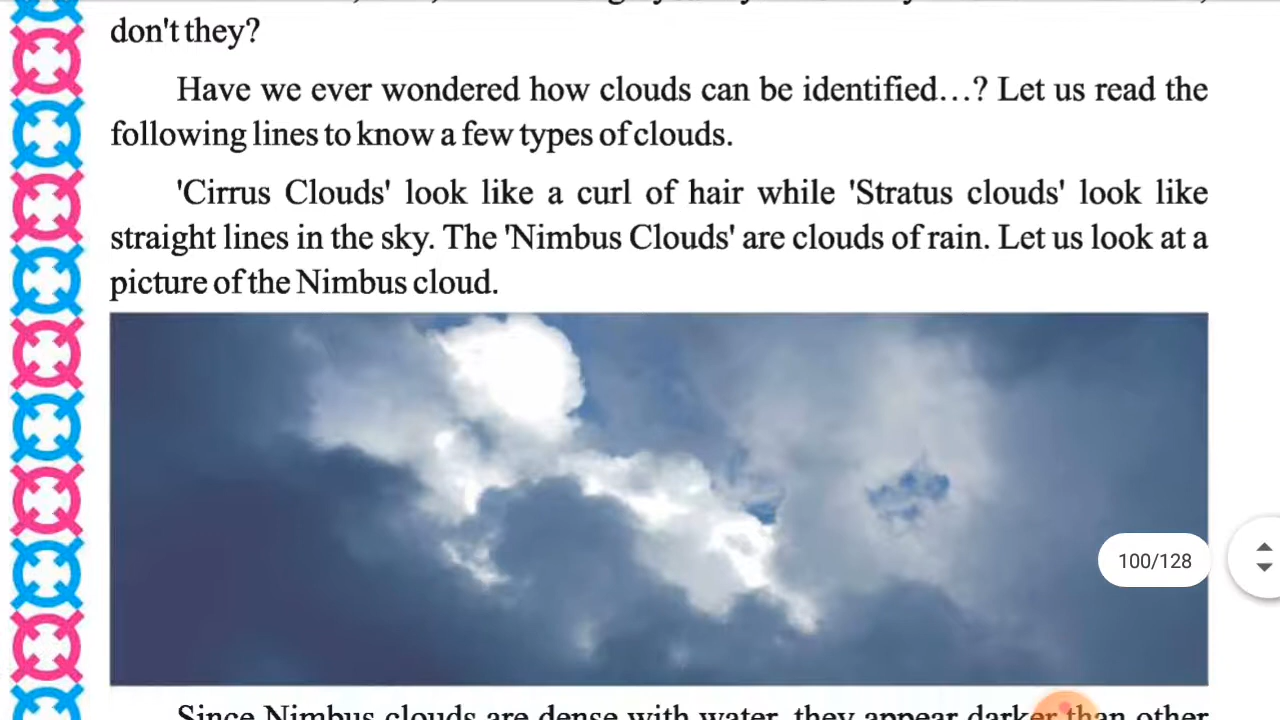 don't they?
Have we ever wondered how clouds can be identified...? Let us read the
following lines to know a few types of clouds.
'Cirrus Clouds' look like a curl of hair while 'Stratus clouds' look like
straight lines in the sky. The 'Nimbus Clouds' are clouds of rain. Let us look at a
picture of the Nimbus cloud.
100/128
Since Nimbus clouds are dense with water, they appear darker than other